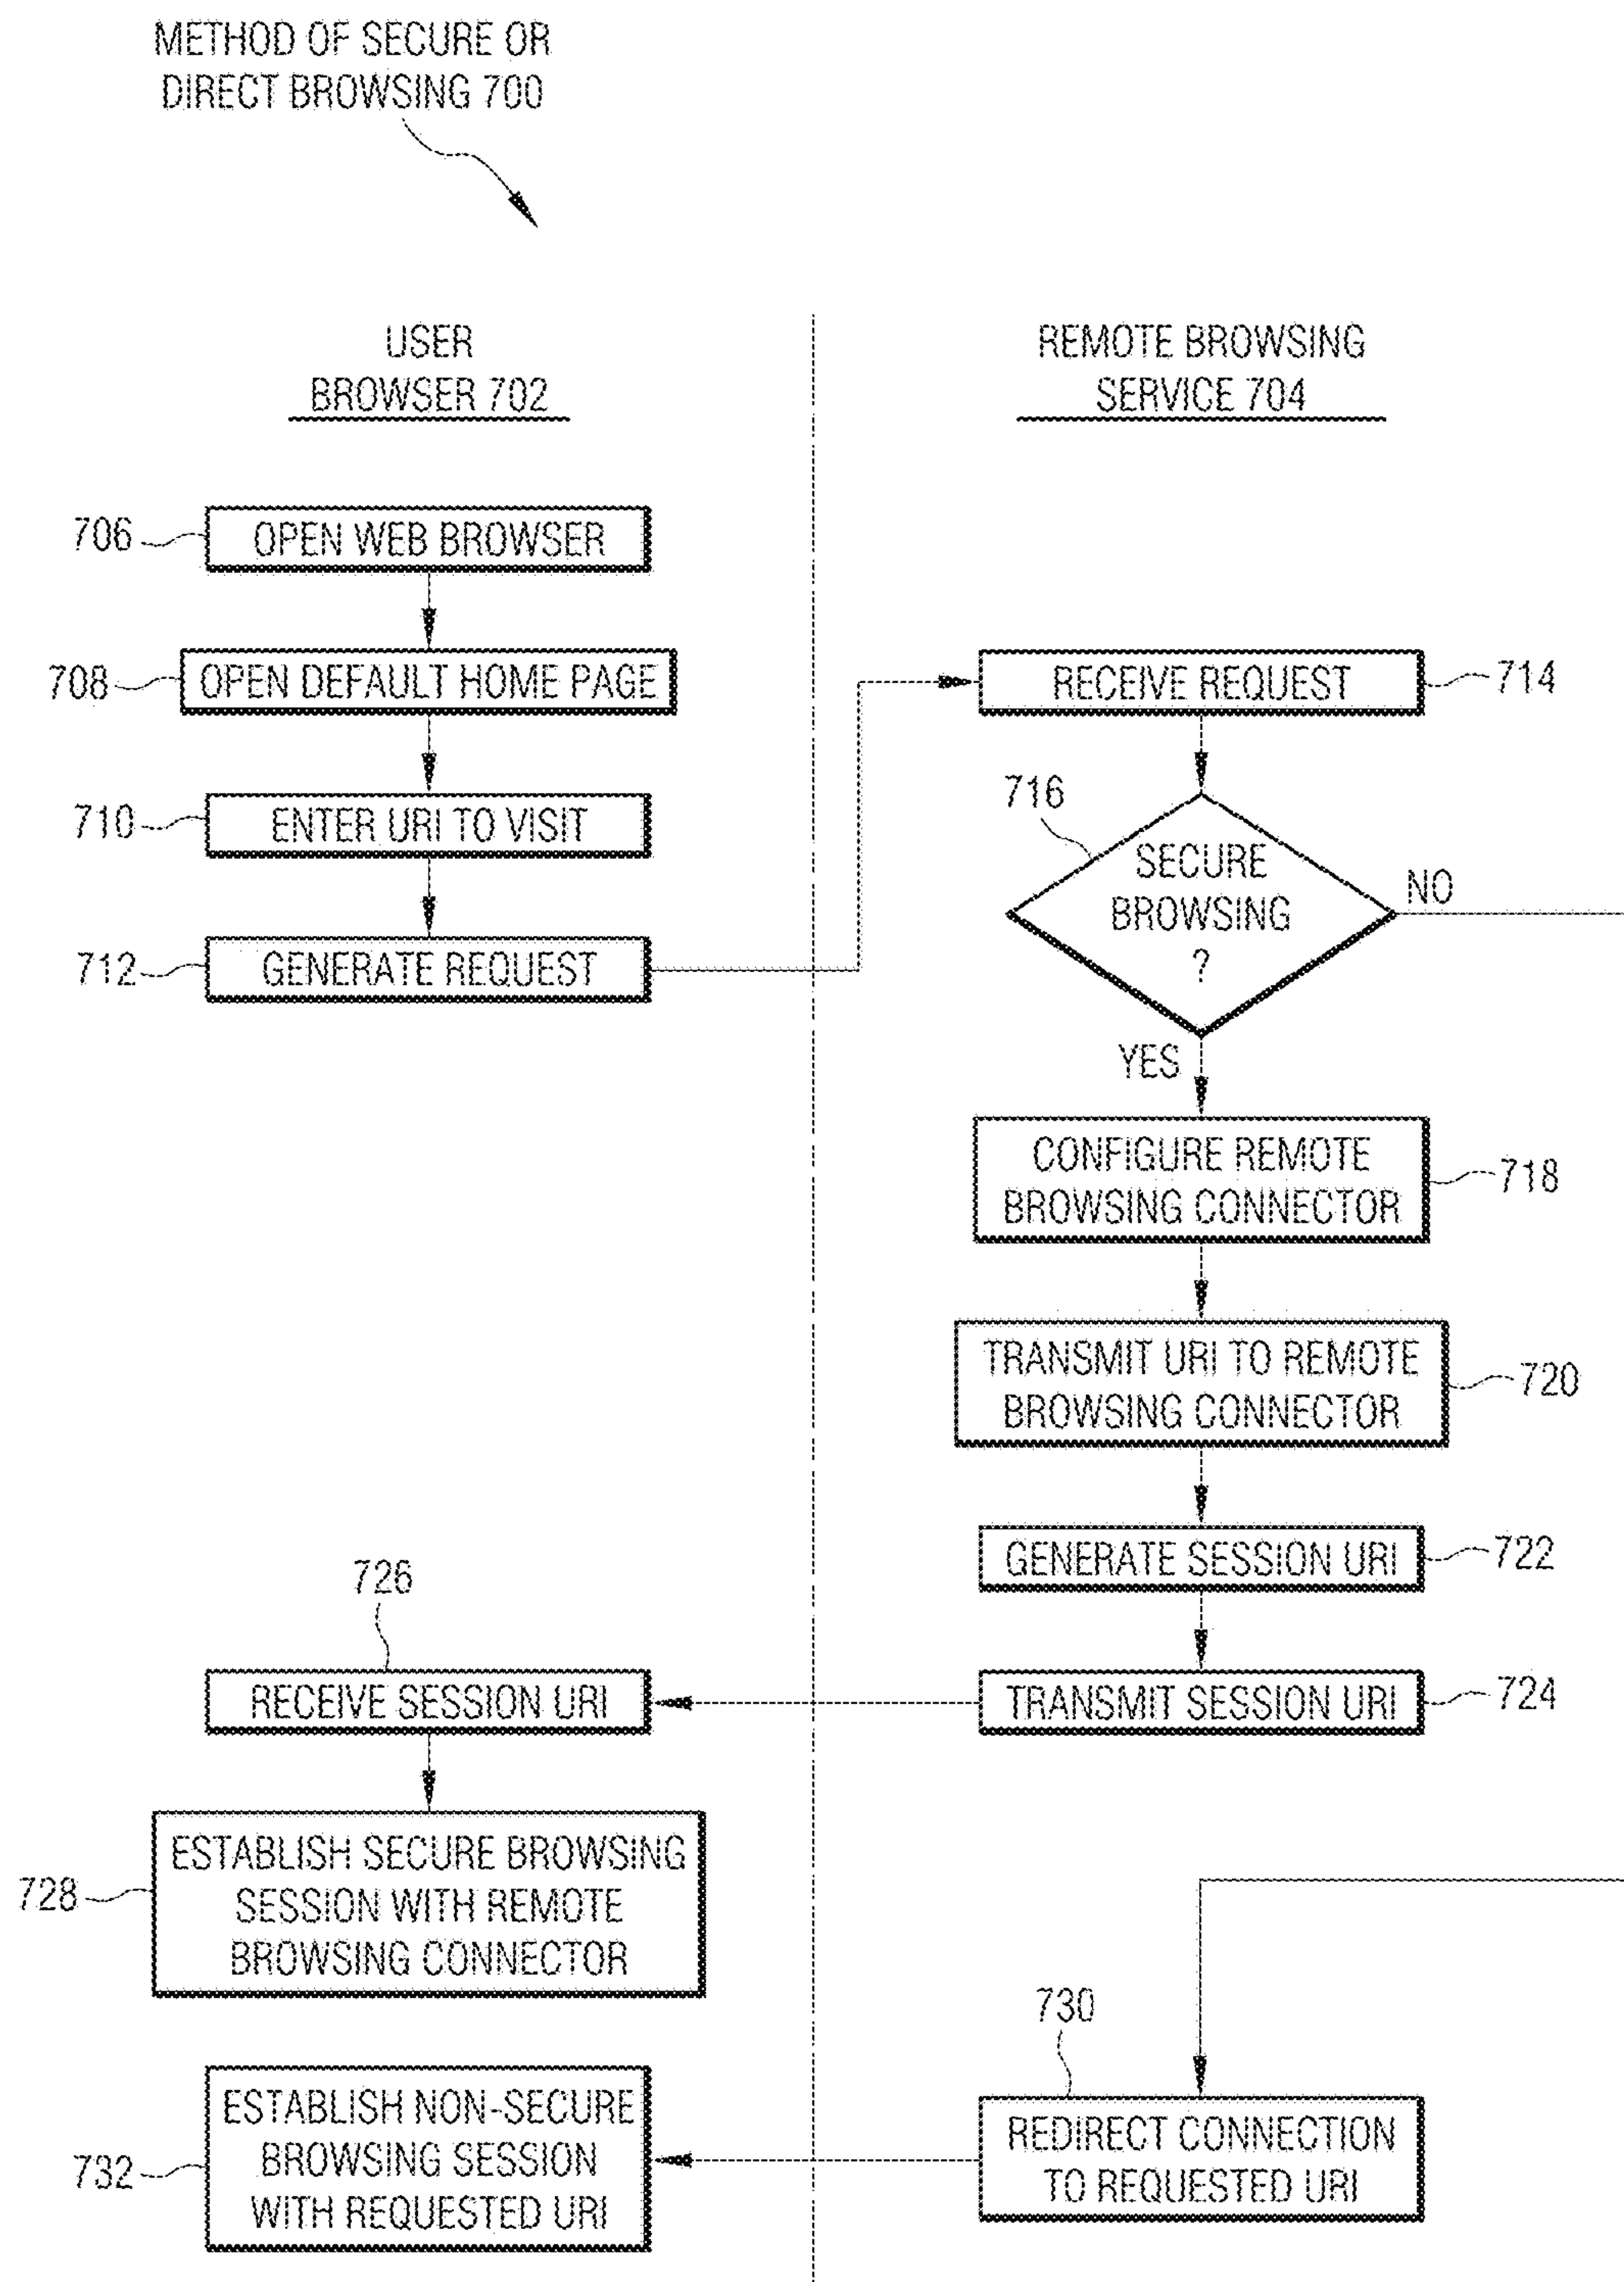 METHOD OF SECURE OR
DIRECT BROWSING 700
USER
BROWSER 702
REMOTE BROWSING
SERVICE 704
706
OPEN WEB BROWSER
708
OPEN DEFAULT HOME PAGE
710
ENTER URI TO VISIT
712
GENERATE REQUEST
RECEIVE REQUEST
714
716
SECURE
BROWSING
?
NO
YES
CONFIGURE REMOTE
BROWSING CONNECTOR
718
TRANSMIT URI TO REMOTE
BROWSING CONNECTOR
720
GENERATE SESSION URI
722
TRANSMIT SESSION URI
724
726
RECEIVE SESSION URI
728
ESTABLISH SECURE BROWSING
SESSION WITH REMOTE
BROWSING CONNECTOR
730
REDIRECT CONNECTION
TO REQUESTED URI
732
ESTABLISH NON-SECURE
BROWSING SESSION
WITH REQUESTED URI